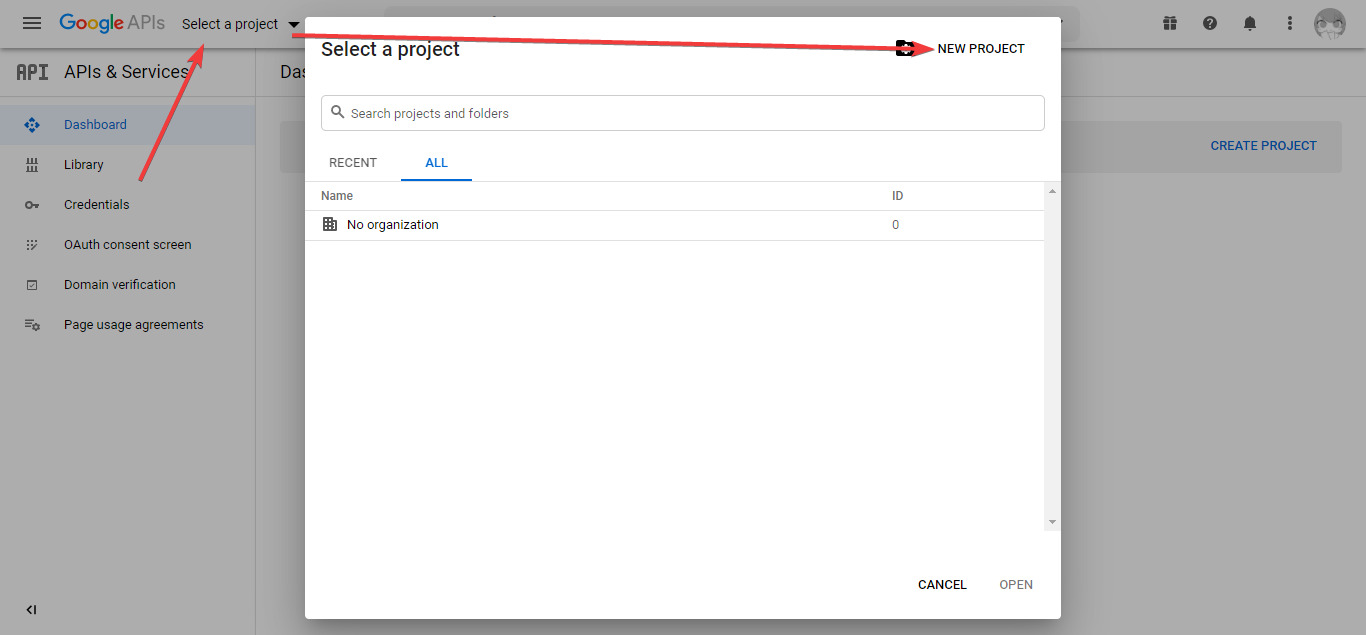 Google APIs Select a project
API APIs & Services
Das
Dashboard
Library
Credentials
OAuth consent screen
Domain verification
Page usage agreements
CREATE PROJECT
Select a project
NEW PROJECT
Search projects and folders
RECENT ALL
Name ID
No organization 0
CANCEL OPEN